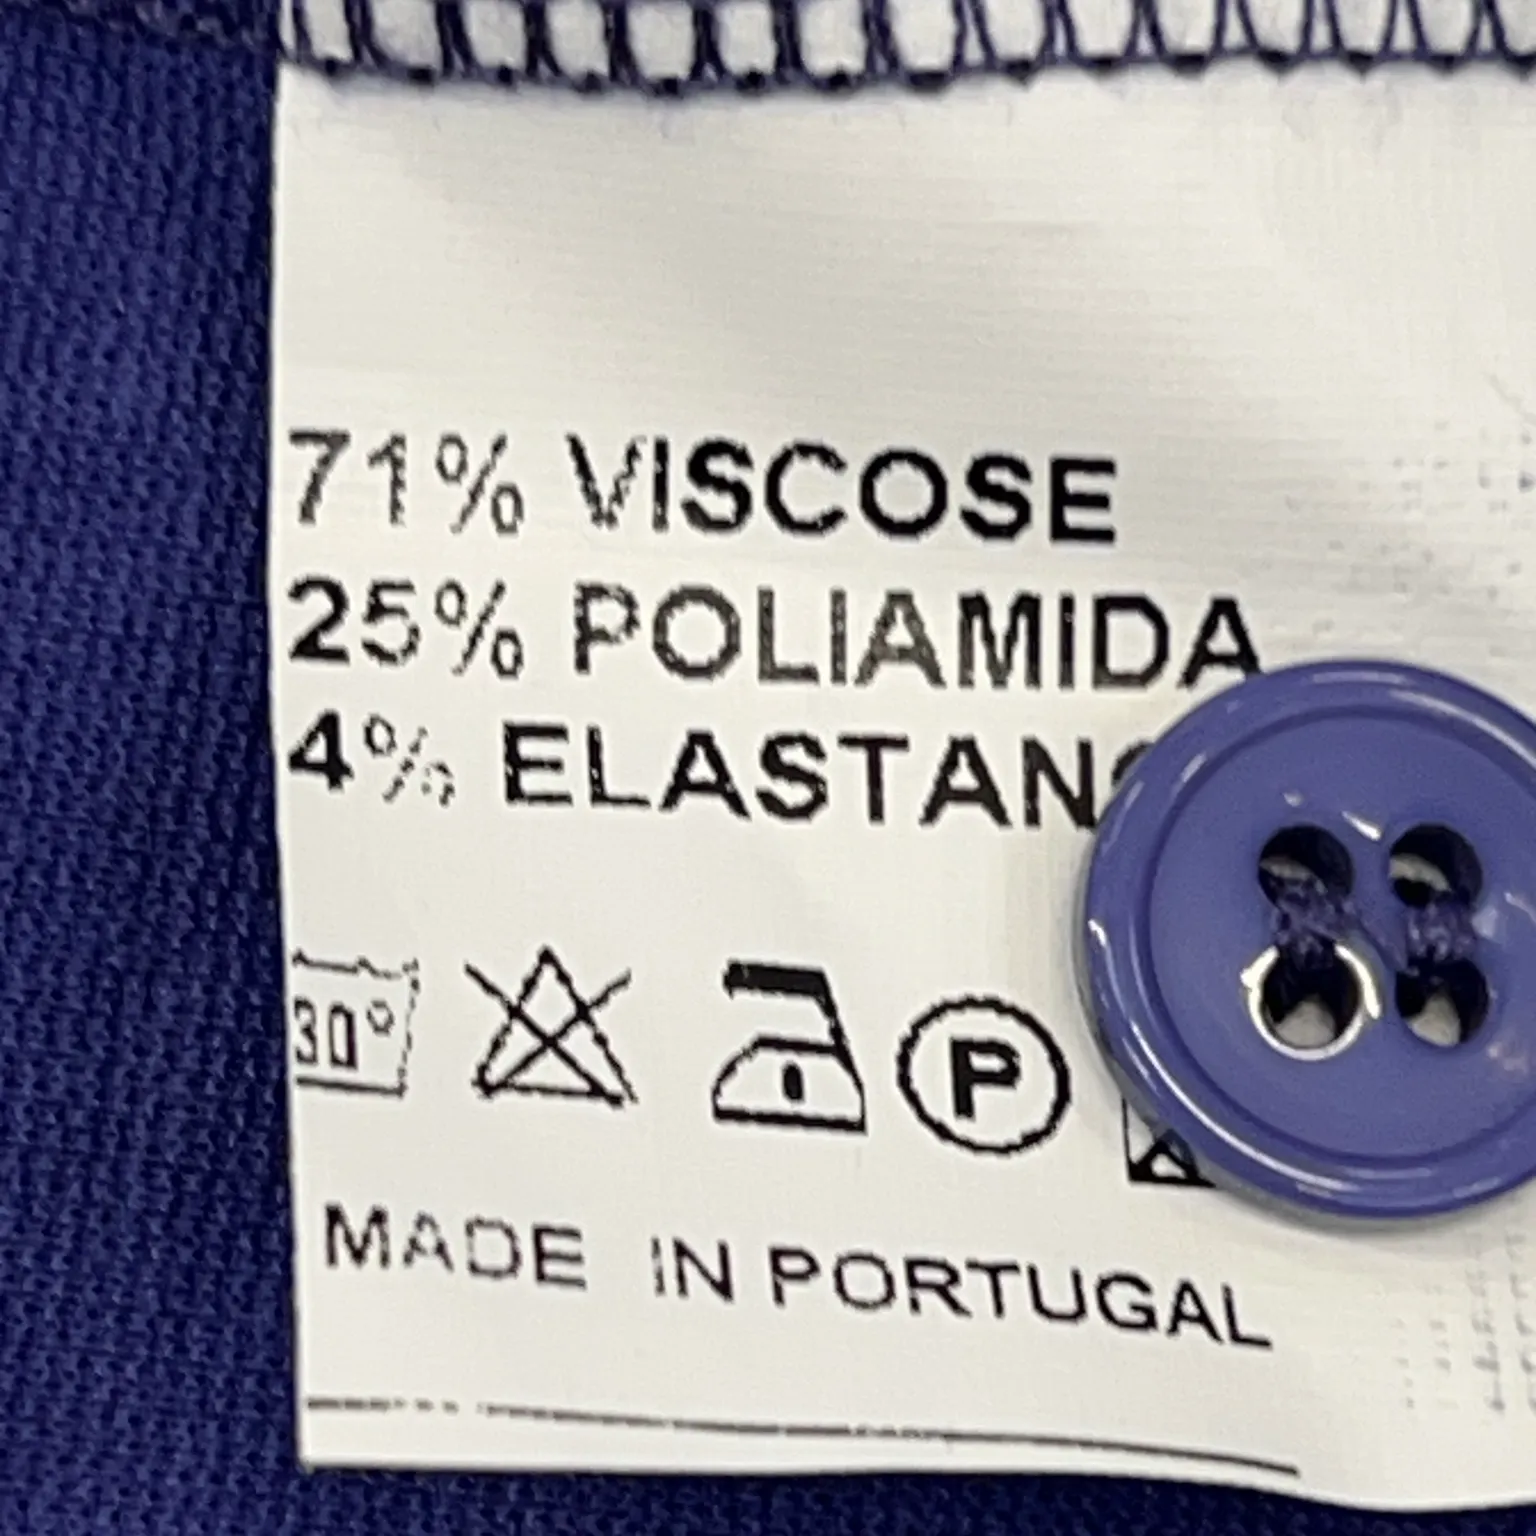 71% VISCOSE
25% POLIAMIDA
4% ELASTAN
30°
P
MADE IN PORTUGAL